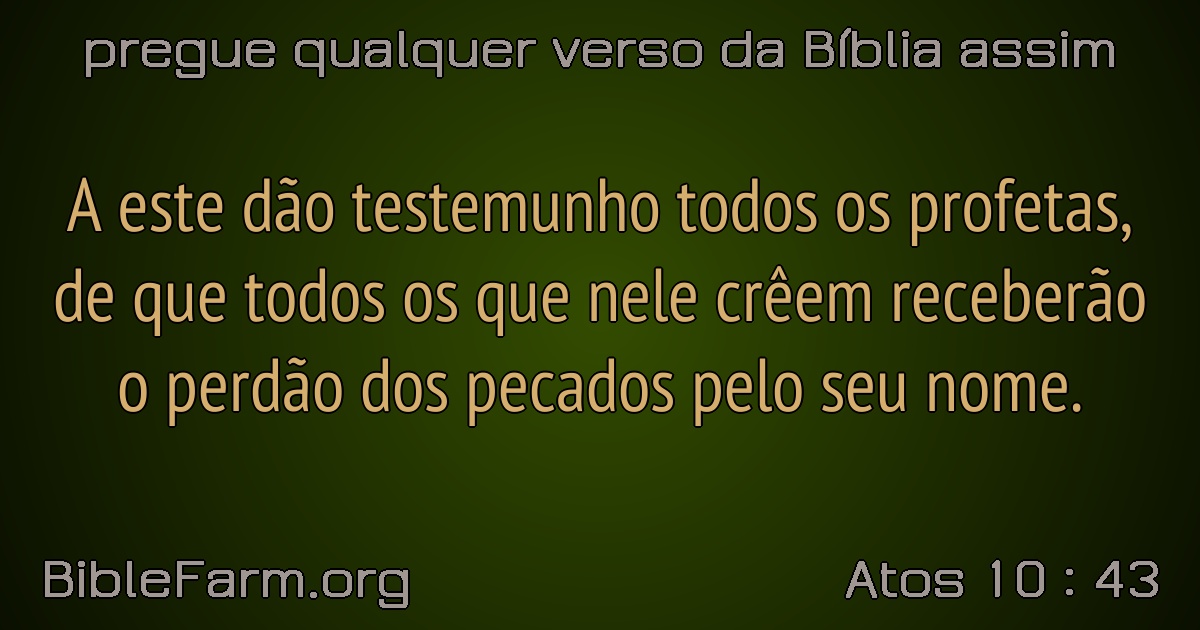 pregue qualquer verso da Bíblia assim
A este dão testemunho todos os profetas,
de que todos os que nele crêem receberão
o perdão dos pecados pelo seu nome.
BibleFarm.org
Atos 10 : 43